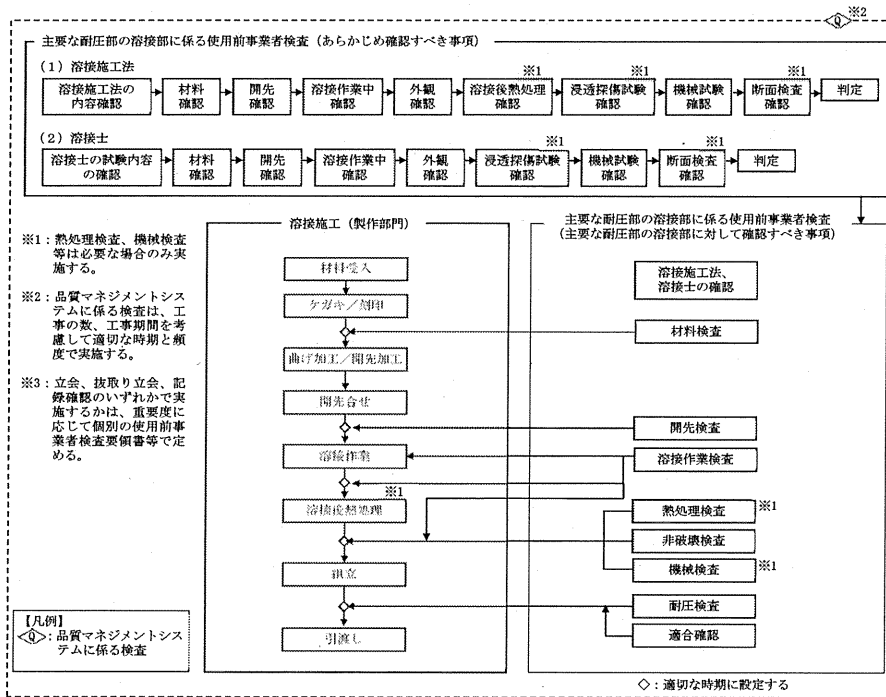 ※2
Q
主要な耐圧部の溶接部に係る使用前事業者検査（あらかじめ確認すべき事項）
（1）溶接施工法
※1
※1
※1
溶接施工法の
内容確認
材料
確認
開先
確認
溶接作業中
確認
外観
確認
溶接後熱処理
確認
浸透探傷試験
確認
機械試験
確認
断面検査
確認
判定
（2）溶接士
※1
※1
溶接士の試験内容
の確認
材料
確認
開先
確認
溶接作業中
確認
外観
確認
浸透探傷試験
確認
機械試験
確認
断面検査
確認
判定
※1：熱処理検査、機械検査
等は必要な場合のみ実
施する。
※2：品質マネジメントシス
テムに係る検査は、工
事の数、工事期間を考
慮して適切な時期と頻
度で実施する。
※3：立会、抜取り立会、記
録確認のいずれかで実
施するかは、重要度に
応じて個別の使用前事
業者検査要領書等で定
める。
【凡例】
Q：品質マネジメントシス
テムに係る検査
溶接施工（製作部門）
材料受入
ケガキ／刻印
曲げ加工／開先加工
開先合せ
溶接作業
※1
溶接後熱処理
組立
引渡し
主要な耐圧部の溶接部に係る使用前事業者検査
（主要な耐圧部の溶接部に対して確認すべき事項）
溶接施工法、
溶接士の確認
材料検査
開先検査
溶接作業検査
熱処理検査
※1
非破壊検査
機械検査
※1
耐圧検査
適合確認
◇：適切な時期に設定する